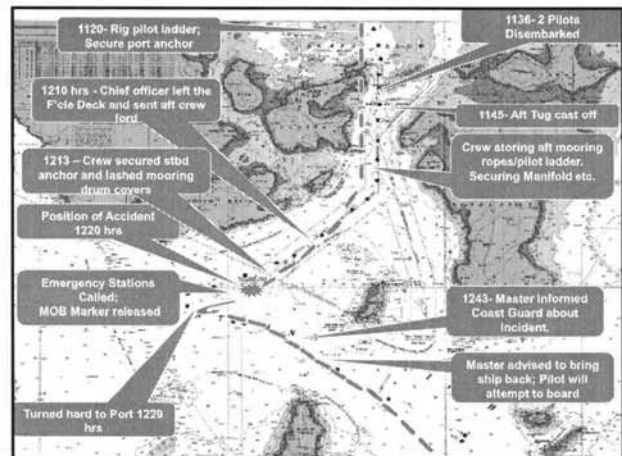 1120- Rig pilot ladder;
Secure port anchor
1136- 2 Pilots
Disembarked
1210 hrs - Chief officer left the
F'cle Deck and sent aft crew
ford
1145- Aft Tug cast off
1213 – Crew secured stbd
anchor and lashed mooring
drum covers
Crew storing aft mooring
ropes/pilot ladder.
Securing Manifold etc.
Position of Accident
1220 hrs
Emergency Stations
Called;
MOB Marker released
1243- Master informed
Coast Guard about
Incident.
Master advised to bring
ship back; Pilot will
attempt to board
Turned hard to Port 1229
hrs